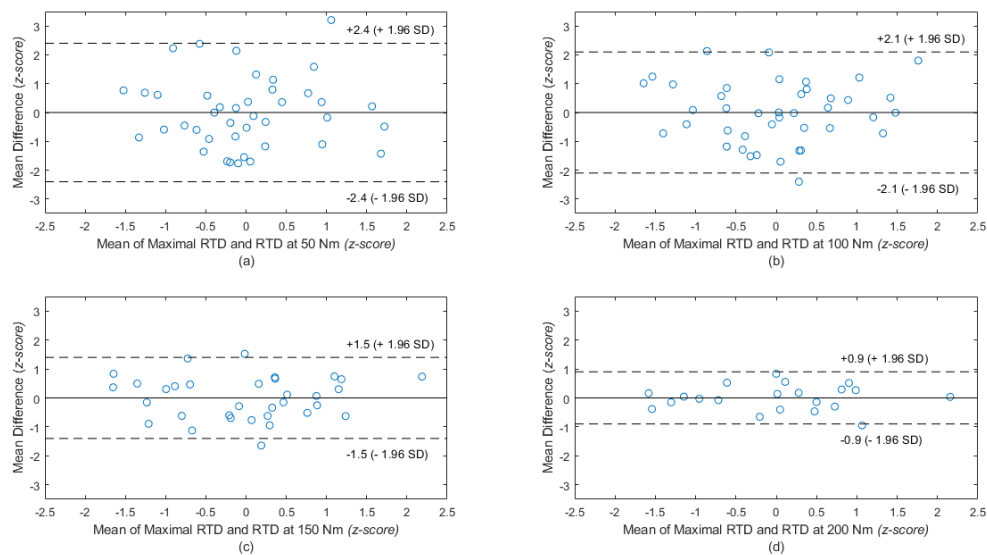 3
2
1
0
-1
-2
-3
Mean Difference (z-score)
+2.4 (+ 1.96 SD)
-2.4 (- 1.96 SD)
-2.5 -2 -1.5 -1 -0.5 0 0.5 1 1.5 2 2.5
Mean of Maximal RTD and RTD at 50 Nm (z-score)
(a)
3
2
1
0
-1
-2
-3
Mean Difference (z-score)
+2.1 (+ 1.96 SD)
-2.1 (- 1.96 SD)
-2.5 -2 -1.5 -1 -0.5 0 0.5 1 1.5 2 2.5
Mean of Maximal RTD and RTD at 100 Nm (z-score)
(b)
3
2
1
0
-1
-2
-3
Mean Difference (z-score)
+1.5 (+ 1.96 SD)
-1.5 (- 1.96 SD)
-2.5 -2 -1.5 -1 -0.5 0 0.5 1 1.5 2 2.5
Mean of Maximal RTD and RTD at 150 Nm (z-score)
(c)
3
2
1
0
-1
-2
-3
Mean Difference (z-score)
+0.9 (+ 1.96 SD)
-0.9 (- 1.96 SD)
-2.5 -2 -1.5 -1 -0.5 0 0.5 1 1.5 2 2.5
Mean of Maximal RTD and RTD at 200 Nm (z-score)
(d)